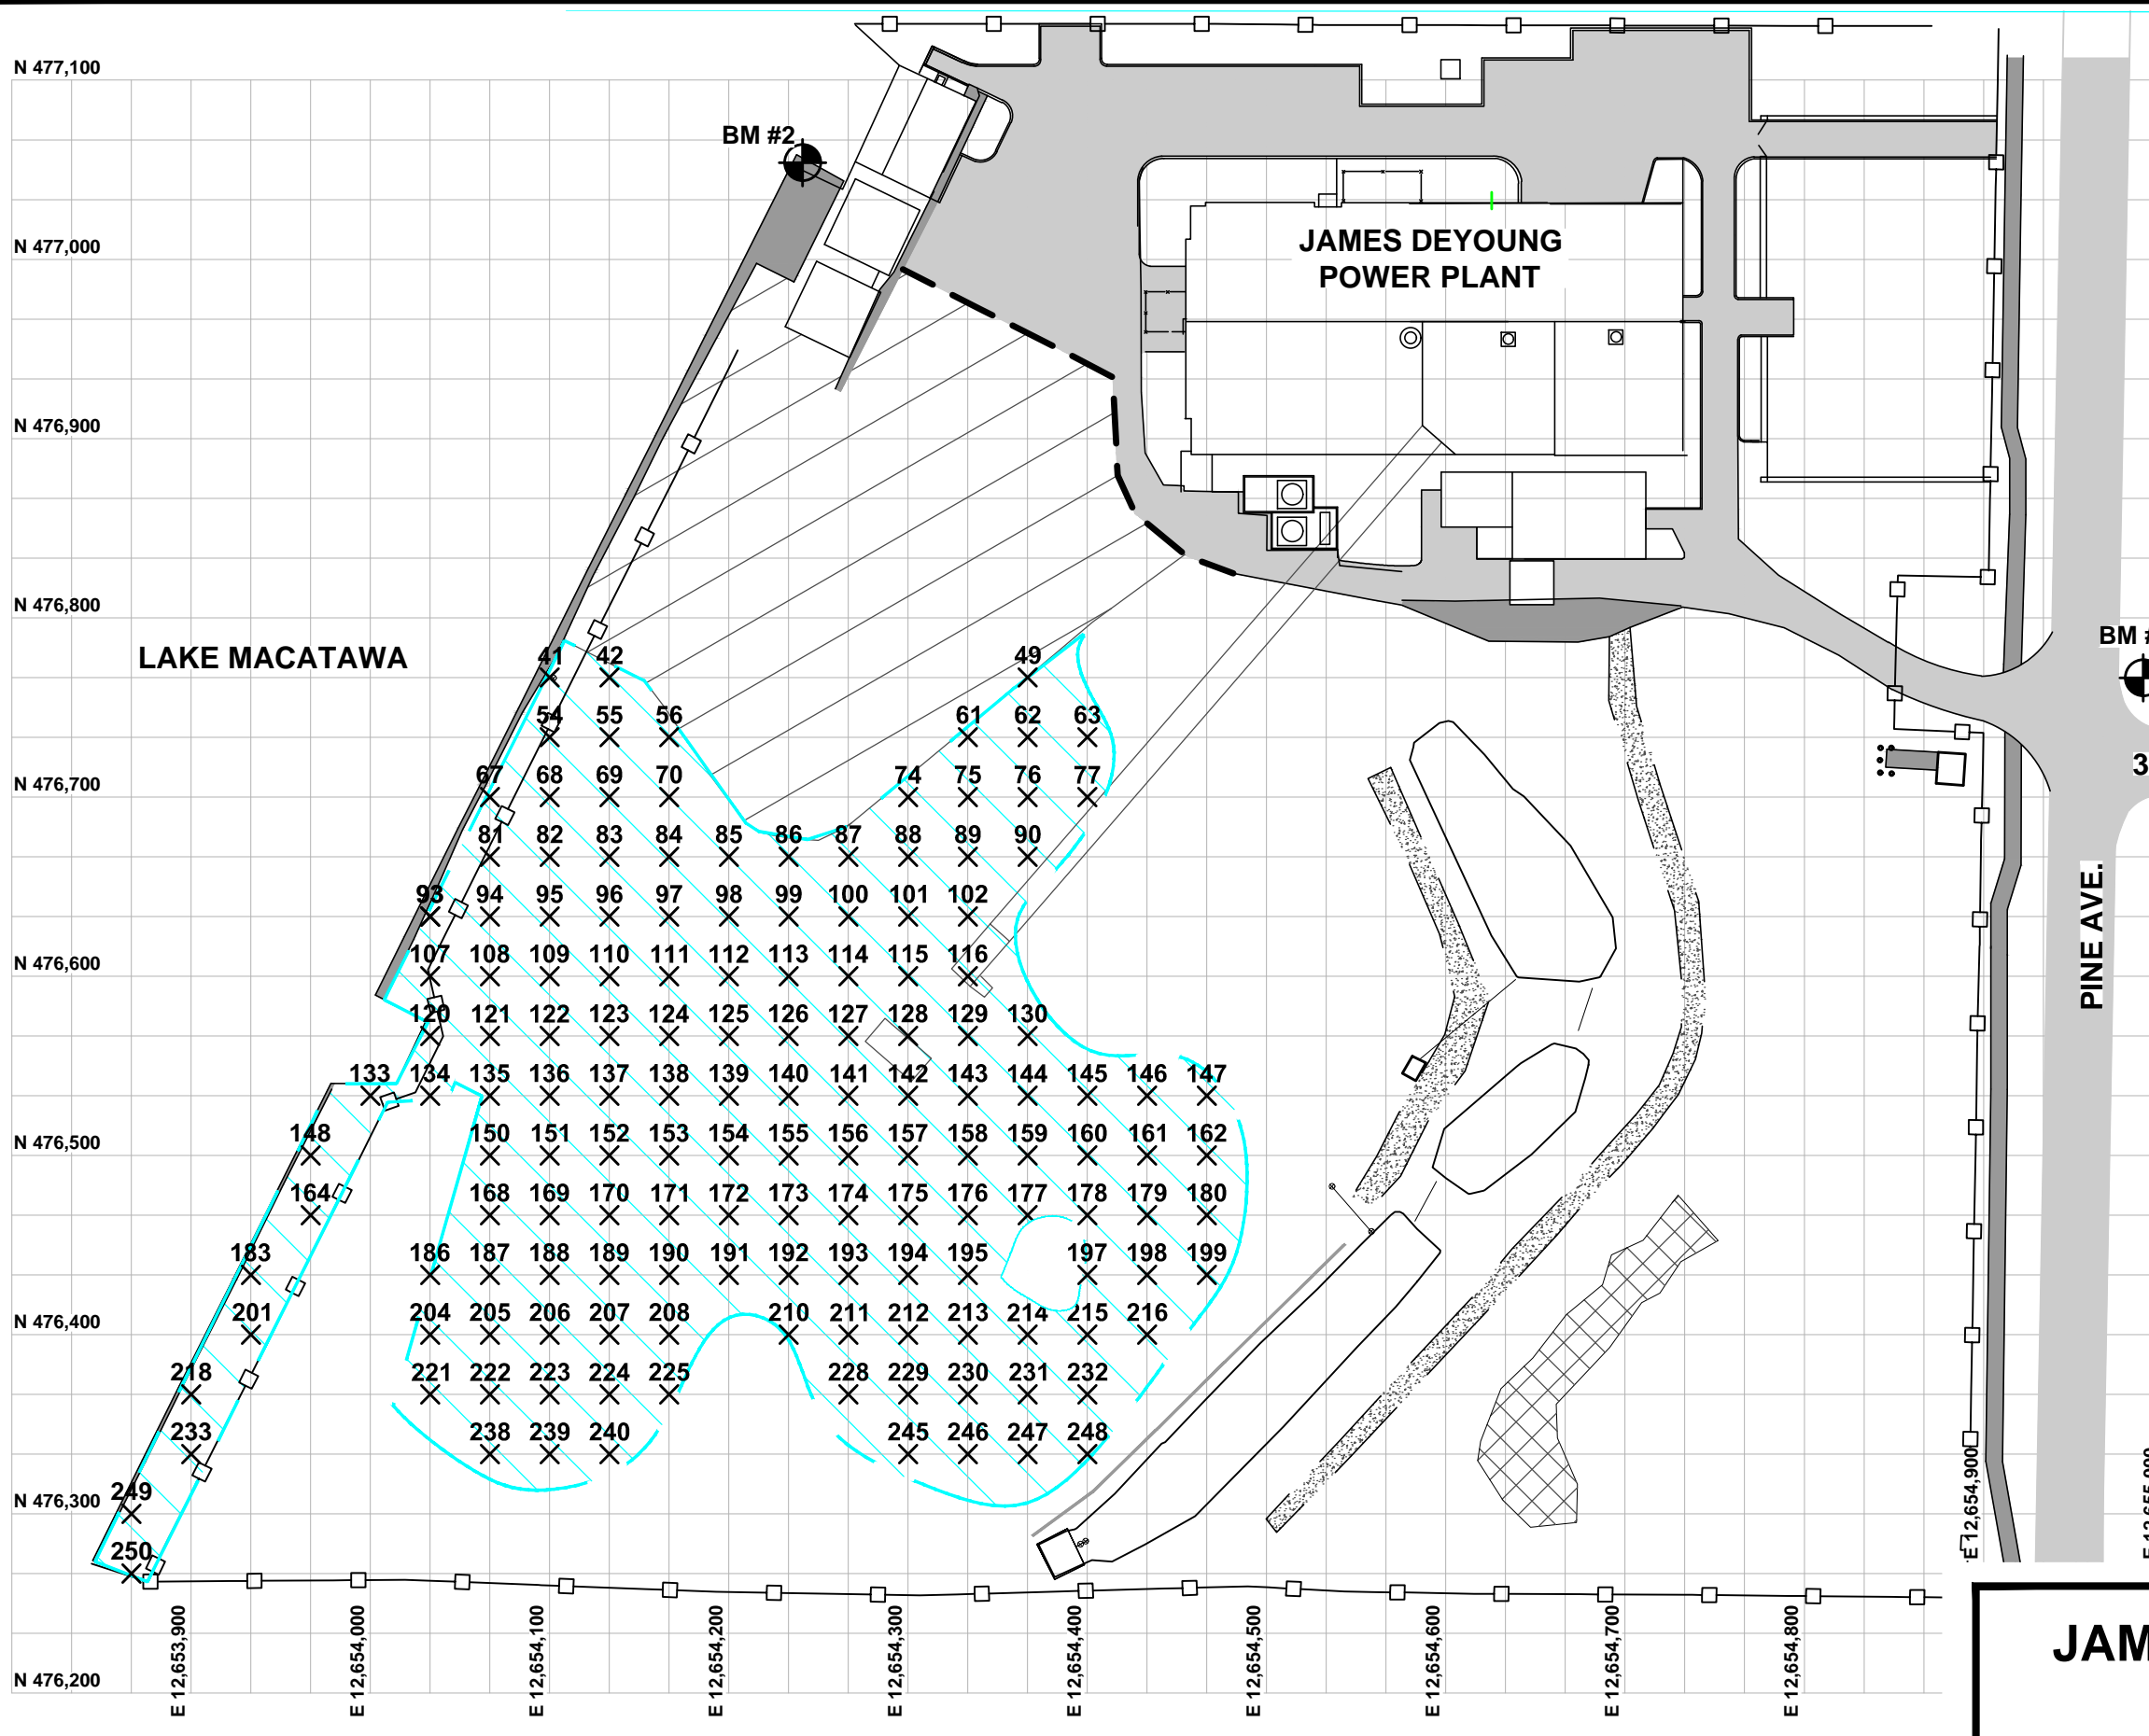 N 477,100
BM #2
N 477,000
JAMES DEYOUNG
POWER PLANT
N 476,900
N 476,800
LAKE MACATAWA
BM #
41 42 49
54 55 56 61 62 63
3
N 476,700
67 68 69 70 74 75 76 77
81 82 83 84 85 86 87 88 89 90
93 94 95 96 97 98 99 100 101 102
PINE AVE.
N 476,600
107 108 109 110 111 112 113 114 115 116
120 121 122 123 124 125 126 127 128 129 130
133 134 135 136 137 138 139 140 141 142 143 144 145 146 147
N 476,500
148 150 151 152 153 154 155 156 157 158 159 160 161 162
164 168 169 170 171 172 173 174 175 176 177 178 179 180
183 186 187 188 189 190 191 192 193 194 195 197 198 199
N 476,400
201 204 205 206 207 208 210 211 212 213 214 215 216
218 221 222 223 224 225 228 229 230 231 232
233 238 239 240 245 246 247 248
N 476,300
249
250
N 476,200
E 12,653,900
E 12,654,000
E 12,654,100
E 12,654,200
E 12,654,300
E 12,654,400
E 12,654,500
E 12,654,600
E 12,654,700
E 12,654,800
E 12,654,900
JAM